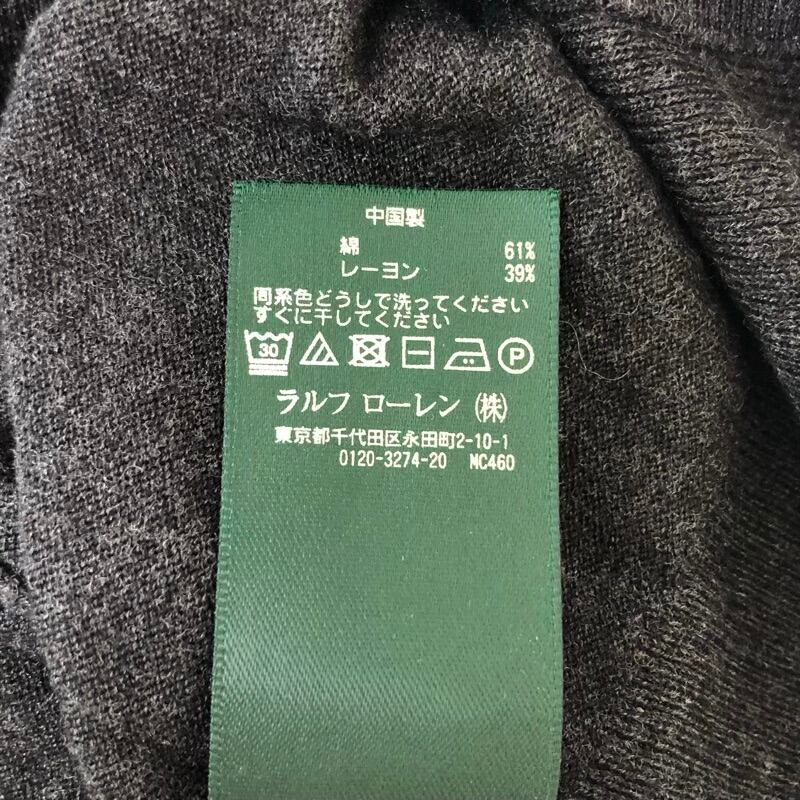 中国製
綿 61%
レーヨン 39%
同系色どうしで洗ってください
すぐに干してください
30 P
ラルフ ローレン (株)
東京都千代田区永田町2-10-1
0120-3274-20 MC460